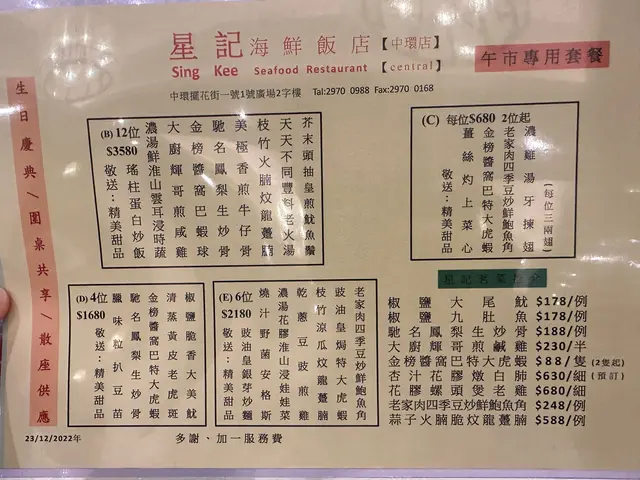 星記海鮮飯店【中環店】
Sing Kee Seafood Restaurant【central】
中環擺花街一號1號廣場2字樓 Tel:2970 0988 Fax:2970 0168
午市專用套餐
生日慶典/圍桌共享/散座供應
(B) 12位
$3580
芥末頭抽皇煎魷魚鬚
天天不同豐料老火湯
枝竹火腩炆龍躉腩
美極香煎牛仔骨
馳名鳳梨生炒骨
金榜醬窩巴蝦球
大廚輝哥煎咸雞
濃湯鮮淮山雲耳浸時蔬
瑤柱蛋白炒飯
敬送：精美甜品
(C) 每位$680 2位起
濃雞湯牙揀翅
(每位三兩翅)
老家肉四季豆炒鮮鮑魚角
金榜醬窩巴特大虎蝦
薑絲灼上菜心
敬送：精美甜品
(D) 4位
$1680
椒鹽脆香大美魷
清蒸黃皮老虎斑
金榜醬窩巴特大虎蝦
馳名鳳梨生炒骨
臘味粒扒豆苗
敬送：精美甜品
(E) 6位
$2180
老家肉四季豆炒鮮鮑魚角
豉油皇焗特大虎蝦
枝竹涼瓜炆龍躉腩
乾蔥豆豉煎雞
濃湯花膠淮山浸娃娃菜
燒汁野菌安格斯
豉油皇銀芽炒麵
敬送：精美甜品
星記茗菜推介
椒鹽大尾魷 $178/例
椒鹽九肚魚 $178/例
馳名鳳梨生炒骨 $188/例
大廚輝哥煎鹹雞 $230/半
金榜醬窩巴特大虎蝦 $88/隻 (2隻起)
杏汁花膠燉白肺 $630/細 (預訂)
花膠螺頭煲老雞 $680/細
老家肉四季豆炒鮮鮑魚角 $248/例
蒜子火腩脆炆龍躉腩 $588/例
23/12/2022年
多謝、加一服務費